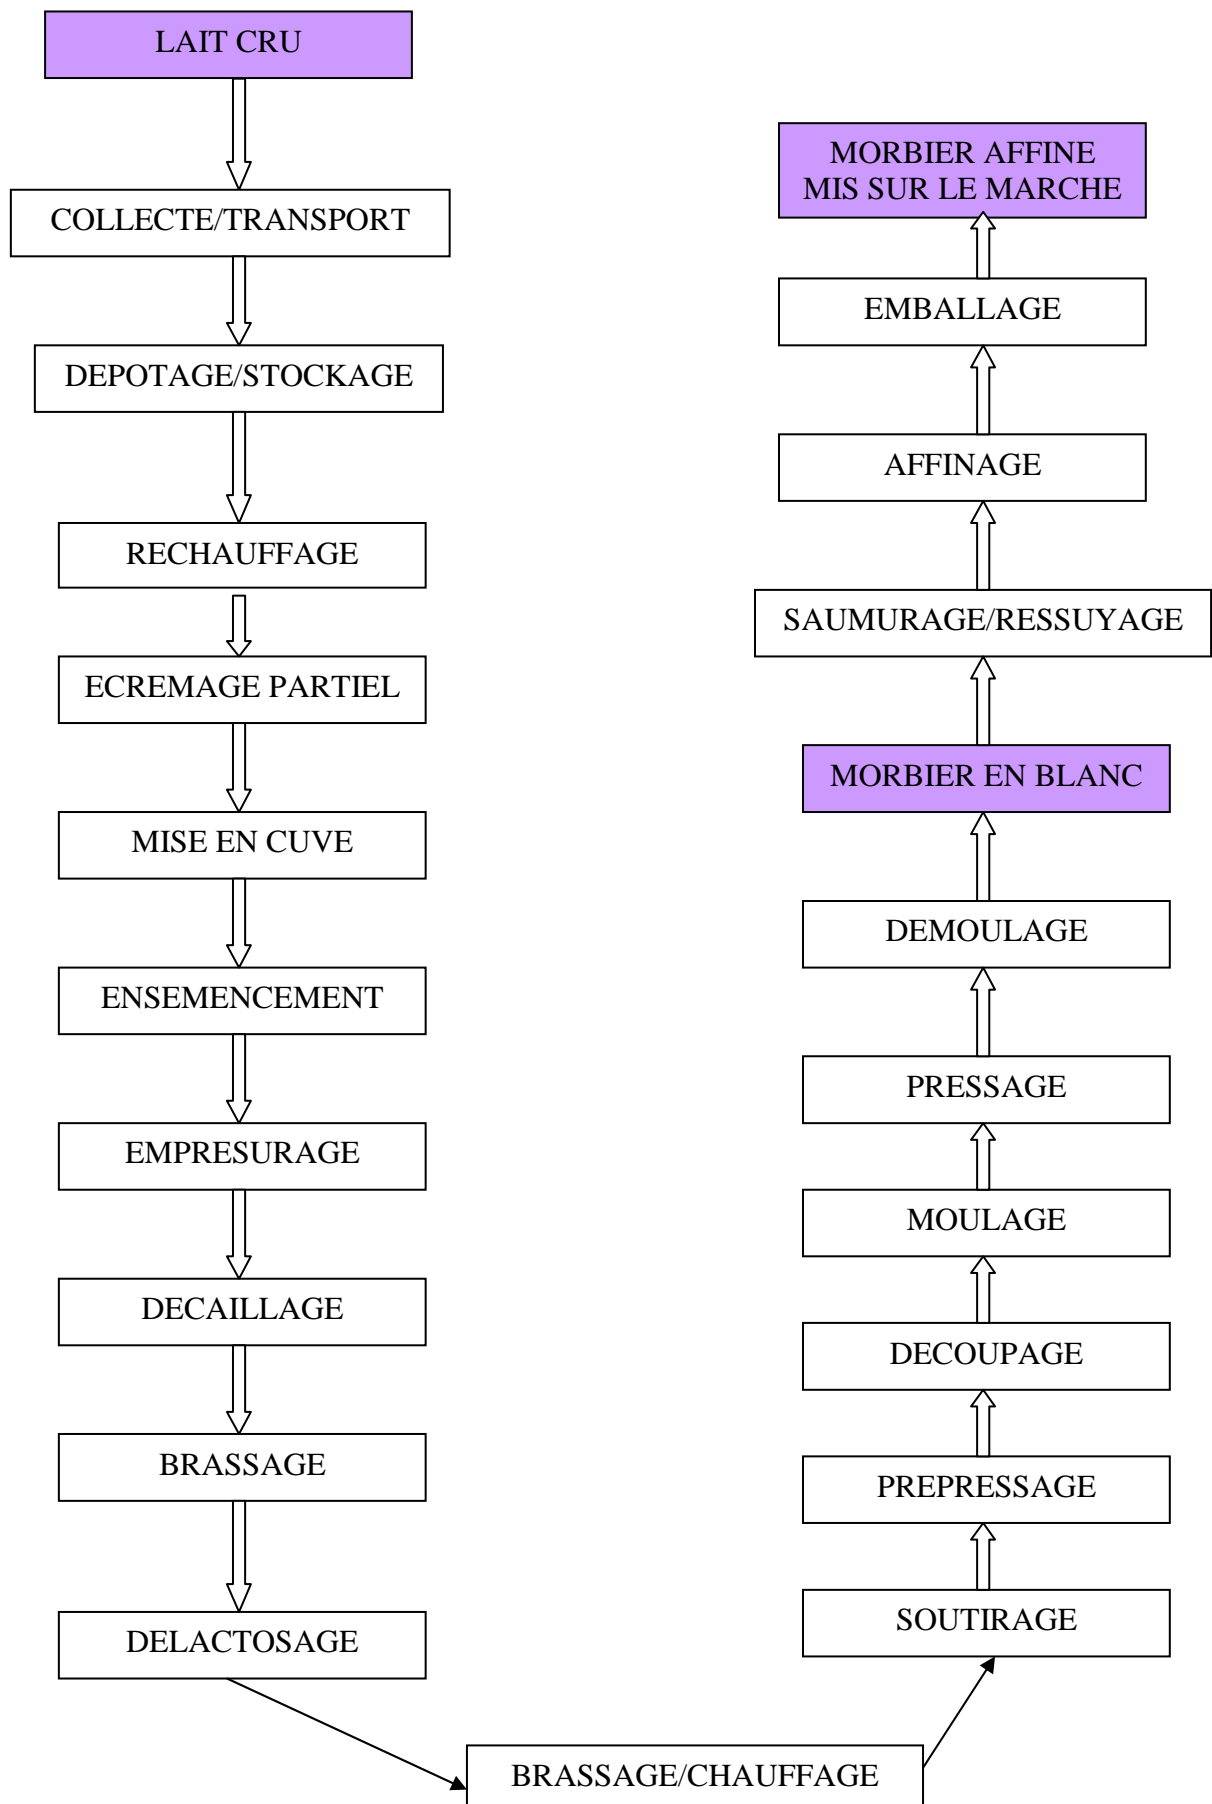 LAIT CRU
COLLECTE/TRANSPORT
DEPOTAGE/STOCKAGE
RECHAUFFAGE
ECREMAGE PARTIEL
MISE EN CUVE
ENSEMENCEMENT
EMPRESURAGE
DECAILLAGE
BRASSAGE
DELACTOSAGE
BRASSAGE/CHAUFFAGE
SOUTIRAGE
PREPRESSAGE
DECOUPAGE
MOULAGE
PRESSAGE
DEMOULAGE
MORBIER EN BLANC
SAUMURAGE/RESSUYAGE
AFFINAGE
EMBALLAGE
MORBIER AFFINE
MIS SUR LE MARCHE